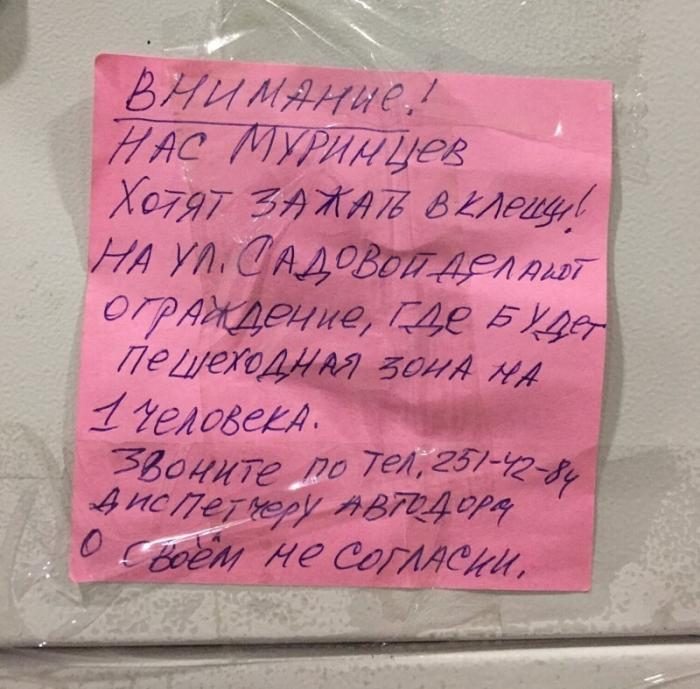 ВНИМАНИЕ!
НАС МУРИНЦЕВ
ХОТЯТ ЗАЖАТЬ В КЛЕЩИ!
НА УЛ. САДОВОЙ ДЕЛАЮТ
ОГРАЖДЕНИЕ, ГДЕ БУДЕТ
ПЕШЕХОДНАЯ ЗОНА НА
1 ЧЕЛОВЕКА.
ЗВОНИТЕ ПО ТЕЛ. 251-42-84
ДИСПЕТЧЕРУ АВТОДОРА
О СВОЁМ НЕ СОГЛАСИИ.